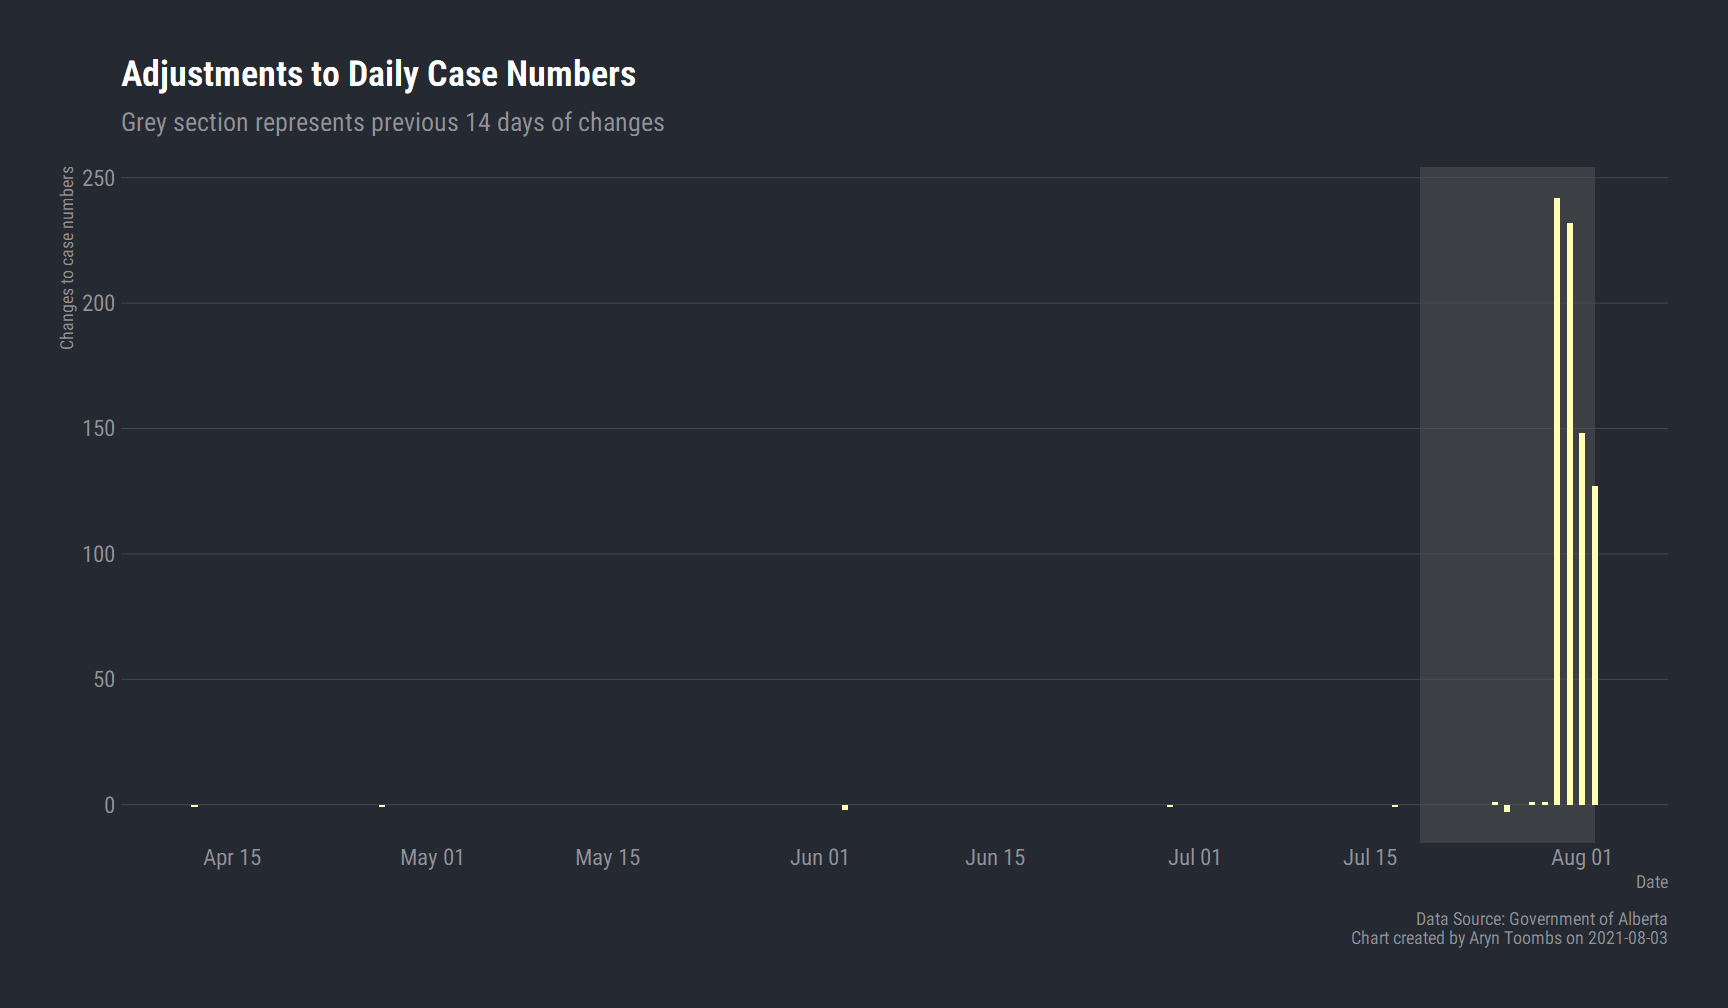 Adjustments to Daily Case Numbers
Grey section represents previous 14 days of changes
Changes to case numbers
250
200
150
100
50
0
Apr 15
May 01
May 15
Jun 01
Jun 15
Jul 01
Jul 15
Aug 01
Date
Data Source: Government of Alberta
Chart created by Aryn Toombs on 2021-08-03